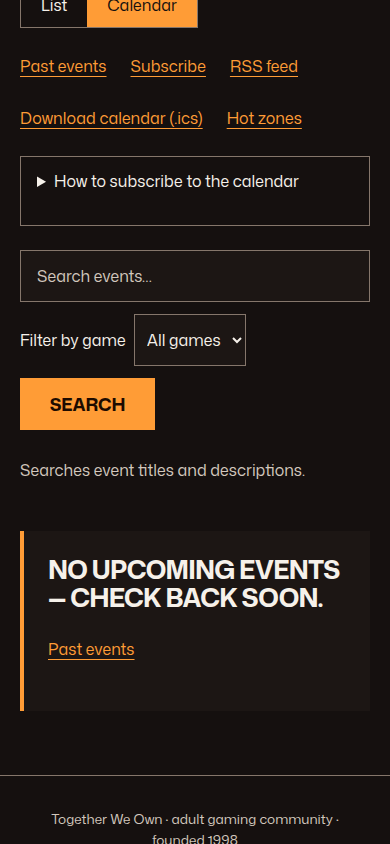 List Calendar
Past events Subscribe RSS feed
Download calendar (.ics) Hot zones
How to subscribe to the calendar
Search events...
Filter by game All games
SEARCH
Searches event titles and descriptions.
NO UPCOMING EVENTS
— CHECK BACK SOON.
Past events
Together We Own · adult gaming community ·
founded 1998